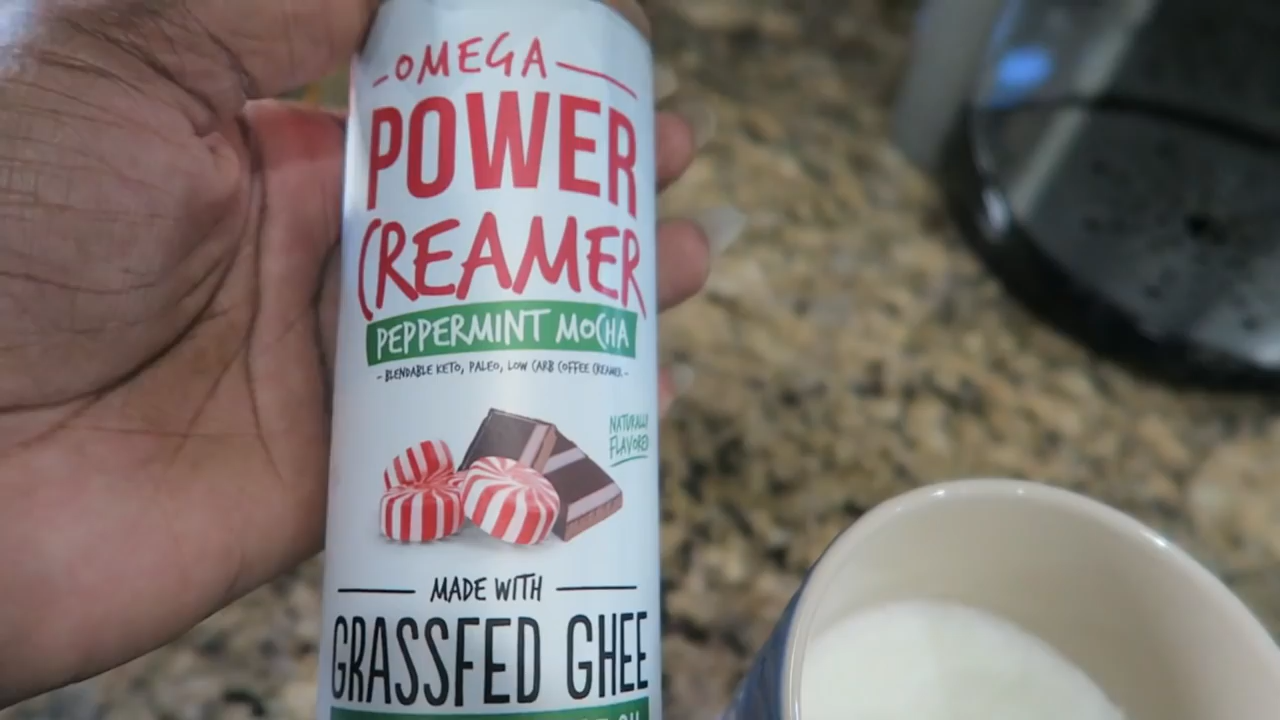 OMEGA
POWER
CREAMER
PEPPERMINT MOCHA
- BLENDABLE KETO, PALEO, LOW CARB COFFEE CREAMER -
NATURALLY
FLAVORED
MADE WITH
GRASSFED GHEE